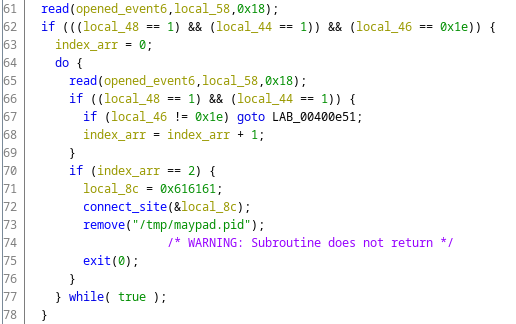 61 read(opened_event6,local_58,0x18);
62 if (((local_48 == 1) && (local_44 == 1)) && (local_46 == 0x1e)) {
63 index_arr = 0;
64 do {
65 read(opened_event6,local_58,0x18);
66 if ((local_48 == 1) && (local_44 == 1)) {
67 if (local_46 != 0x1e) goto LAB_00400e51;
68 index_arr = index_arr + 1;
69 }
70 if (index_arr == 2) {
71 local_8c = 0x616161;
72 connect_site(&local_8c);
73 remove("/tmp/maypad.pid");
74 /* WARNING: Subroutine does not return */
75 exit(0);
76 }
77 } while( true );
78 }